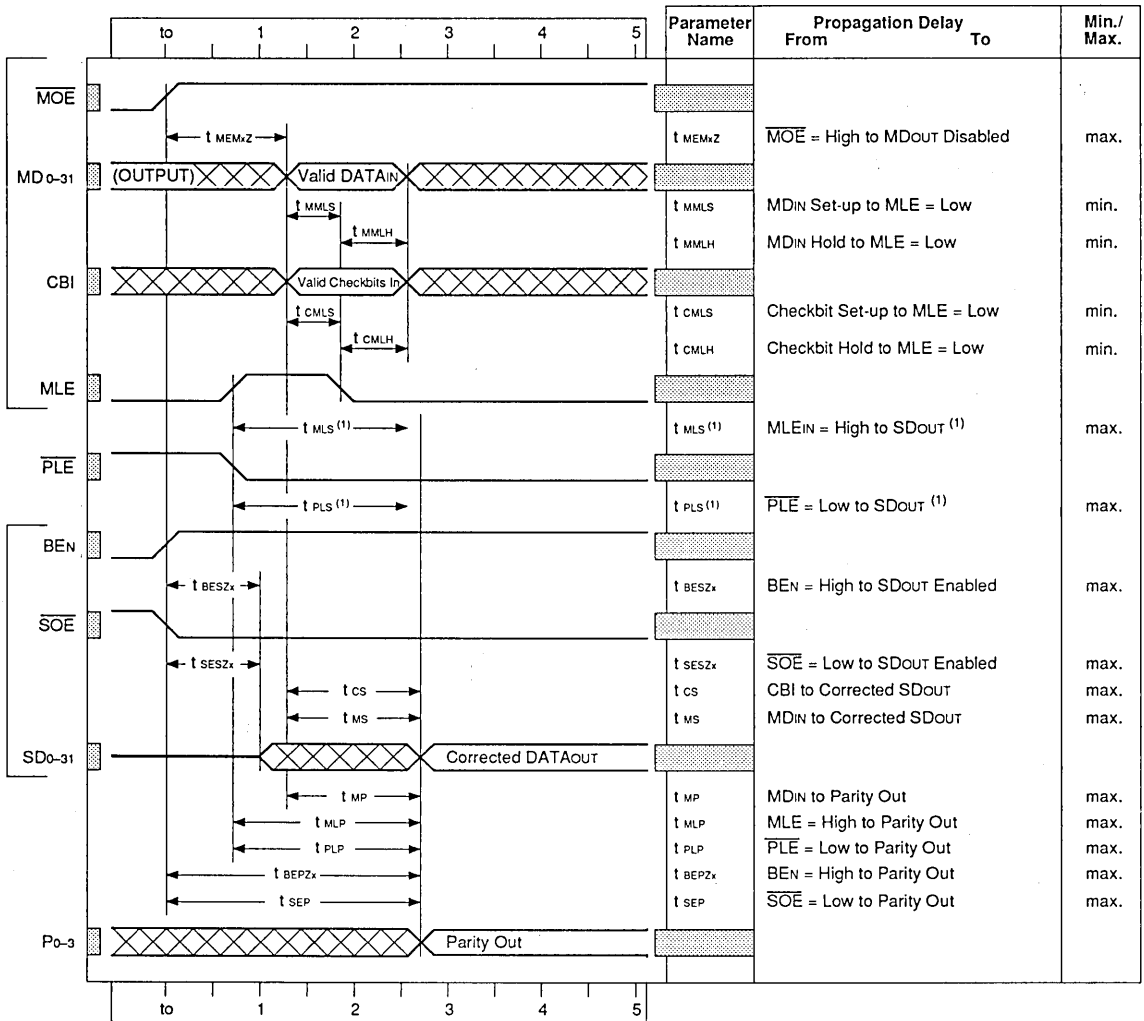 to 1 2 3 4 5
Parameter Name
Propagation Delay
From To
Min./ Max.
MOE
t MEMxZ
t MEMxZ MOE = High to MDOUT Disabled max.
MD0–31
(OUTPUT) Valid DATAIN
t MMLS
t MMLS MDIN Set-up to MLE = Low min.
t MMLH
t MMLH MDIN Hold to MLE = Low min.
CBI
Valid Checkbits In
t CMLS
t CMLS Checkbit Set-up to MLE = Low min.
t CMLH
t CMLH Checkbit Hold to MLE = Low min.
MLE
t MLS (1)
t MLS (1) MLEIN = High to SDOUT (1) max.
PLE
t PLS (1)
t PLS (1) PLE = Low to SDOUT (1) max.
BEN
t BESZx
t BESZx BEN = High to SDOUT Enabled max.
SOE
t SESZx
t SESZx SOE = Low to SDOUT Enabled max.
t CS
t CS CBI to Corrected SDOUT max.
t MS
t MS MDIN to Corrected SDOUT max.
SD0–31
Corrected DATAOUT
t MP
t MP MDIN to Parity Out max.
t MLP
t MLP MLE = High to Parity Out max.
t PLP
t PLP PLE = Low to Parity Out max.
t BEPZx
t BEPZx BEN = High to Parity Out max.
t SEP
t SEP SOE = Low to Parity Out max.
P0–3
Parity Out
to 1 2 3 4 5